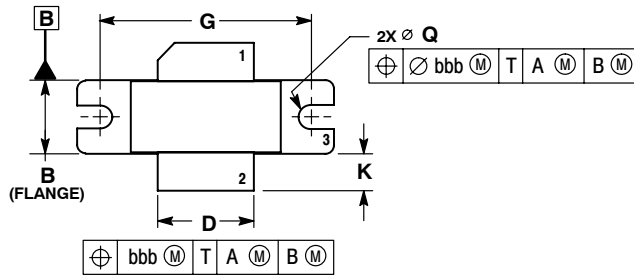 B
G
1
2X ⌀ Q
⌖ ⌀ bbb Ⓜ T A Ⓜ B Ⓜ
3
B
(FLANGE)
K
2
D
⌖ bbb Ⓜ T A Ⓜ B Ⓜ